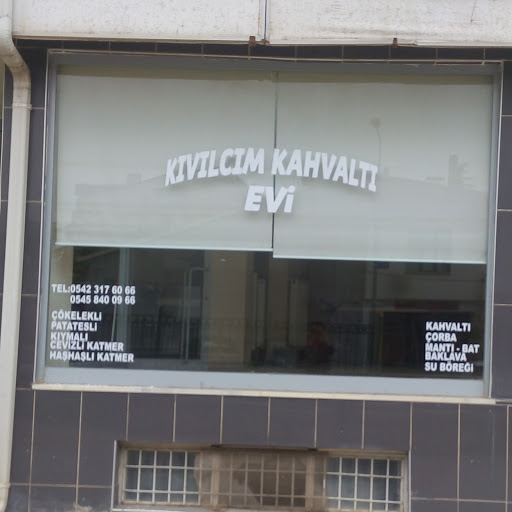 KIVILCIM KAHVALTI
EVi
TEL:0542 317 60 66
0545 840 09 66
ÇÖKELEKLİ
PATATESLİ
KIYMALI
CEVİZLİ KATMER
HAŞHAŞLI KATMER
KAHVALTI
ÇORBA
MANTI - BAT
BAKLAVA
SU BÖREĞİ